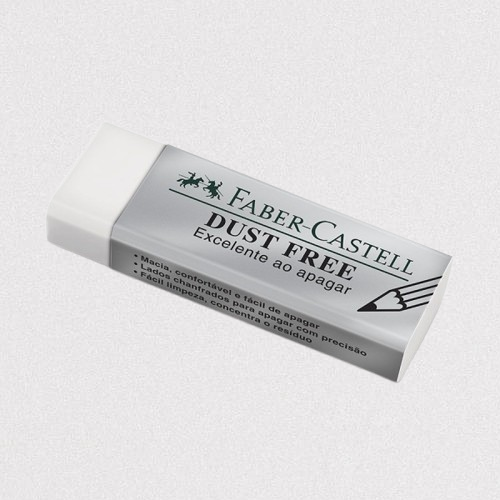 FABER-CASTELL
DUST FREE
Excelente ao apagar
• Macia, confortável e fácil de apagar
• Lados chanfrados para apagar com precisão
• Fácil limpeza, concentra o resíduo